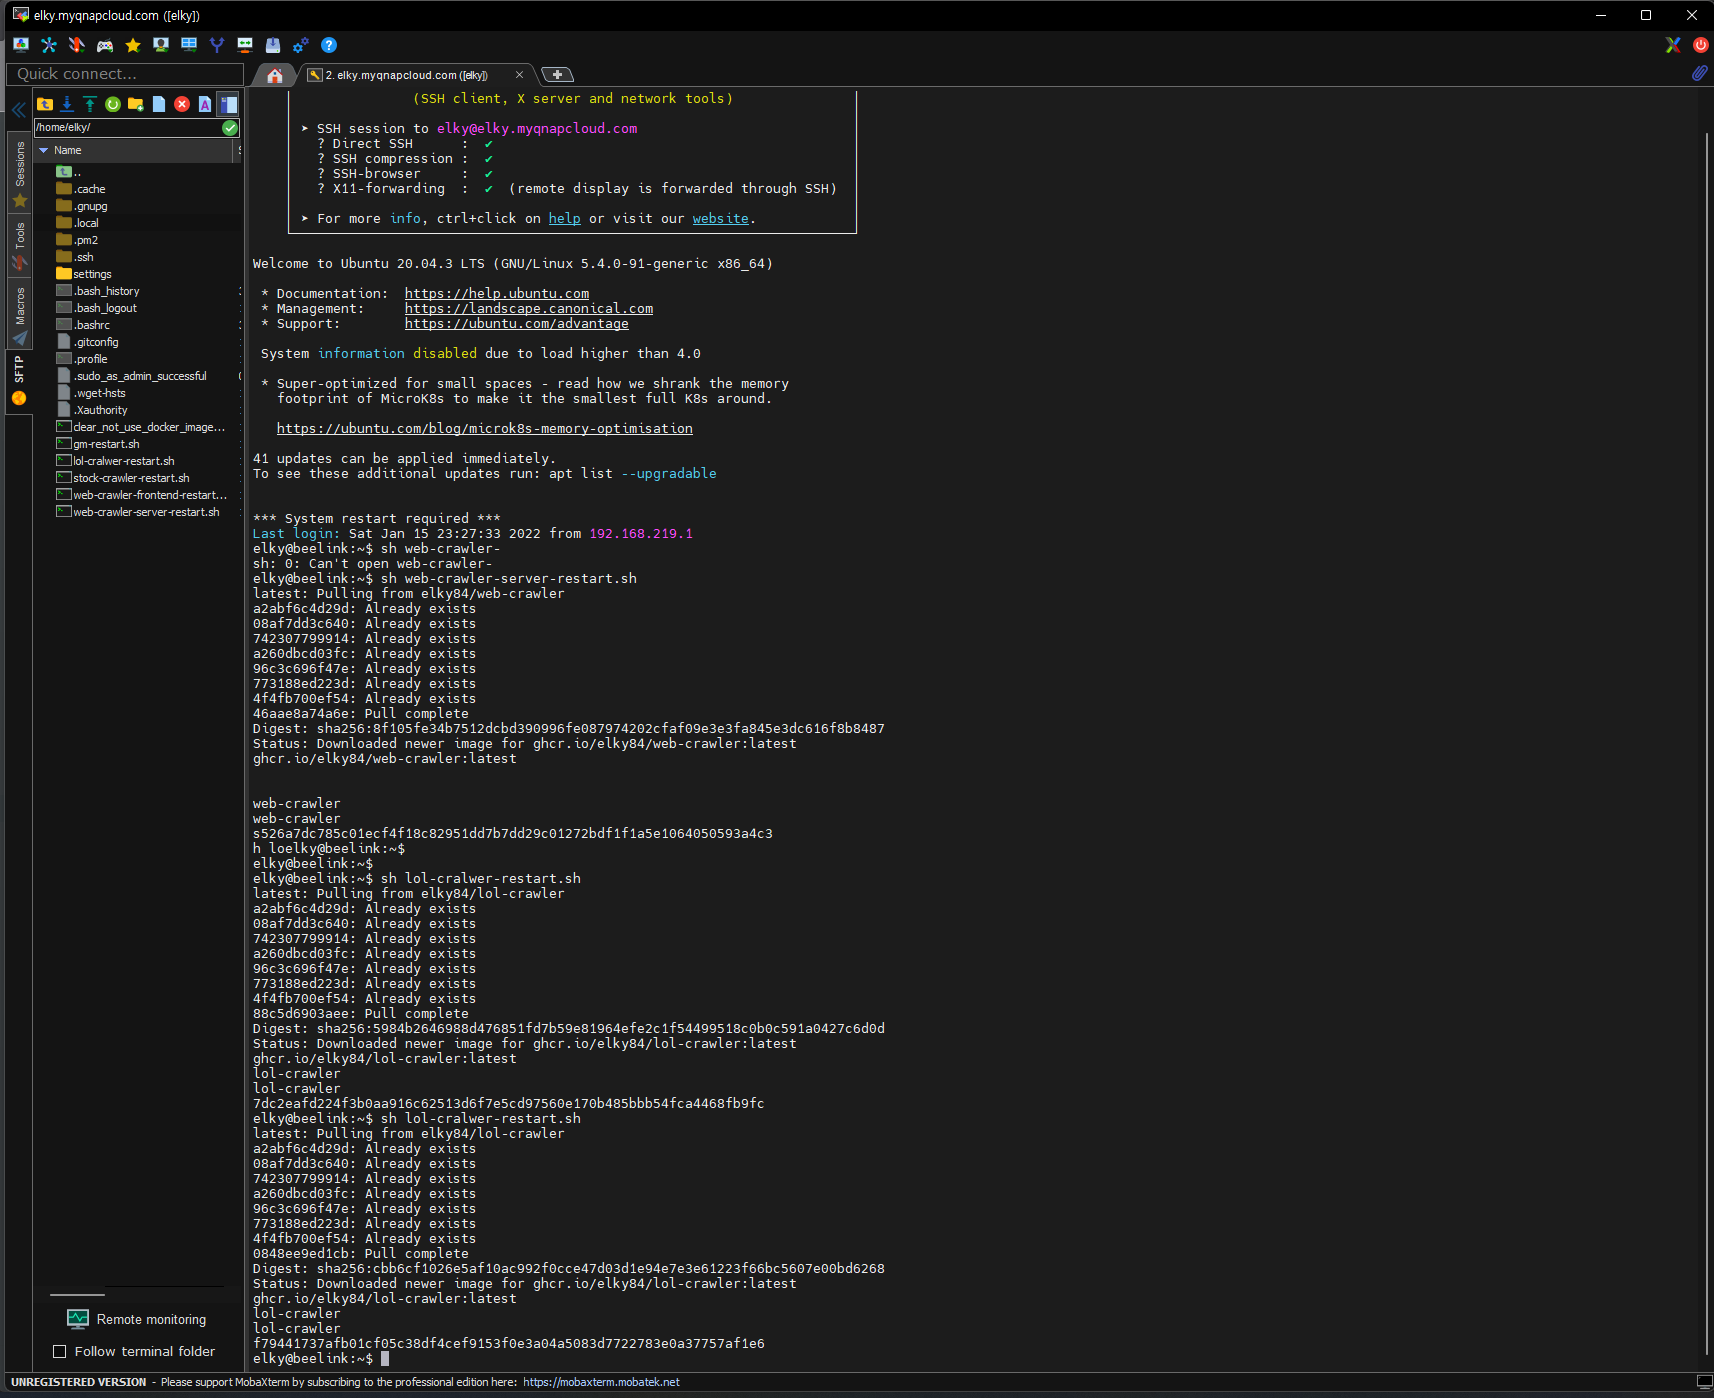 elky.myqnapcloud.com ([elky])
Quick connect...
2. elky.myqnapcloud.com ([elky])
/home/elky/
Name
Sessions
Tools
Macros
SFTP
..
.cache
.gnupg
.local
.pm2
.ssh
settings
.bash_history
.bash_logout
.bashrc
.gitconfig
.profile
.sudo_as_admin_successful
.wget-hsts
.Xauthority
clear_not_use_docker_image...
gm-restart.sh
lol-cralwer-restart.sh
stock-crawler-restart.sh
web-crawler-frontend-restart...
web-crawler-server-restart.sh
Remote monitoring
Follow terminal folder
(SSH client, X server and network tools)
➤ SSH session to elky@elky.myqnapcloud.com
? Direct SSH      :  ✔
? SSH compression :  ✔
? SSH-browser     :  ✔
? X11-forwarding  :  ✔  (remote display is forwarded through SSH)
➤ For more info, ctrl+click on help or visit our website.
Welcome to Ubuntu 20.04.3 LTS (GNU/Linux 5.4.0-91-generic x86_64)
* Documentation:  https://help.ubuntu.com
* Management:     https://landscape.canonical.com
* Support:        https://ubuntu.com/advantage
System information disabled due to load higher than 4.0
* Super-optimized for small spaces - read how we shrank the memory
footprint of MicroK8s to make it the smallest full K8s around.
https://ubuntu.com/blog/microk8s-memory-optimisation
41 updates can be applied immediately.
To see these additional updates run: apt list --upgradable
*** System restart required ***
Last login: Sat Jan 15 23:27:33 2022 from 192.168.219.1
elky@beelink:~$ sh web-crawler-
sh: 0: Can't open web-crawler-
elky@beelink:~$ sh web-crawler-server-restart.sh
latest: Pulling from elky84/web-crawler
a2abf6c4d29d: Already exists
08af7dd3c640: Already exists
742307799914: Already exists
a260dbcd03fc: Already exists
96c3c696f47e: Already exists
773188ed223d: Already exists
4f4fb700ef54: Already exists
46aae8a74a6e: Pull complete
Digest: sha256:8f105fe34b7512dcbd390996fe087974202cfaf09e3e3fa845e3dc616f8b8487
Status: Downloaded newer image for ghcr.io/elky84/web-crawler:latest
ghcr.io/elky84/web-crawler:latest
web-crawler
web-crawler
s526a7dc785c01ecf4f18c82951dd7b7dd29c01272bdf1f1a5e1064050593a4c3
h loelky@beelink:~$
elky@beelink:~$
elky@beelink:~$ sh lol-cralwer-restart.sh
latest: Pulling from elky84/lol-crawler
a2abf6c4d29d: Already exists
08af7dd3c640: Already exists
742307799914: Already exists
a260dbcd03fc: Already exists
96c3c696f47e: Already exists
773188ed223d: Already exists
4f4fb700ef54: Already exists
88c5d6903aee: Pull complete
Digest: sha256:5984b2646988d476851fd7b59e81964efe2c1f54499518c0b0c591a0427c6d0d
Status: Downloaded newer image for ghcr.io/elky84/lol-crawler:latest
ghcr.io/elky84/lol-crawler:latest
lol-crawler
lol-crawler
7dc2eafd224f3b0aa916c62513d6f7e5cd97560e170b485bbb54fca4468fb9fc
elky@beelink:~$ sh lol-cralwer-restart.sh
latest: Pulling from elky84/lol-crawler
a2abf6c4d29d: Already exists
08af7dd3c640: Already exists
742307799914: Already exists
a260dbcd03fc: Already exists
96c3c696f47e: Already exists
773188ed223d: Already exists
4f4fb700ef54: Already exists
0848ee9ed1cb: Pull complete
Digest: sha256:cbb6cf1026e5af10ac992f0cce47d03d1e94e7e3e61223f66bc5607e00bd6268
Status: Downloaded newer image for ghcr.io/elky84/lol-crawler:latest
ghcr.io/elky84/lol-crawler:latest
lol-crawler
lol-crawler
f79441737afb01cf05c38df4cef9153f0e3a04a5083d7722783e0a37757af1e6
elky@beelink:~$
UNREGISTERED VERSION - Please support MobaXterm by subscribing to the professional edition here: https://mobaxterm.mobatek.net